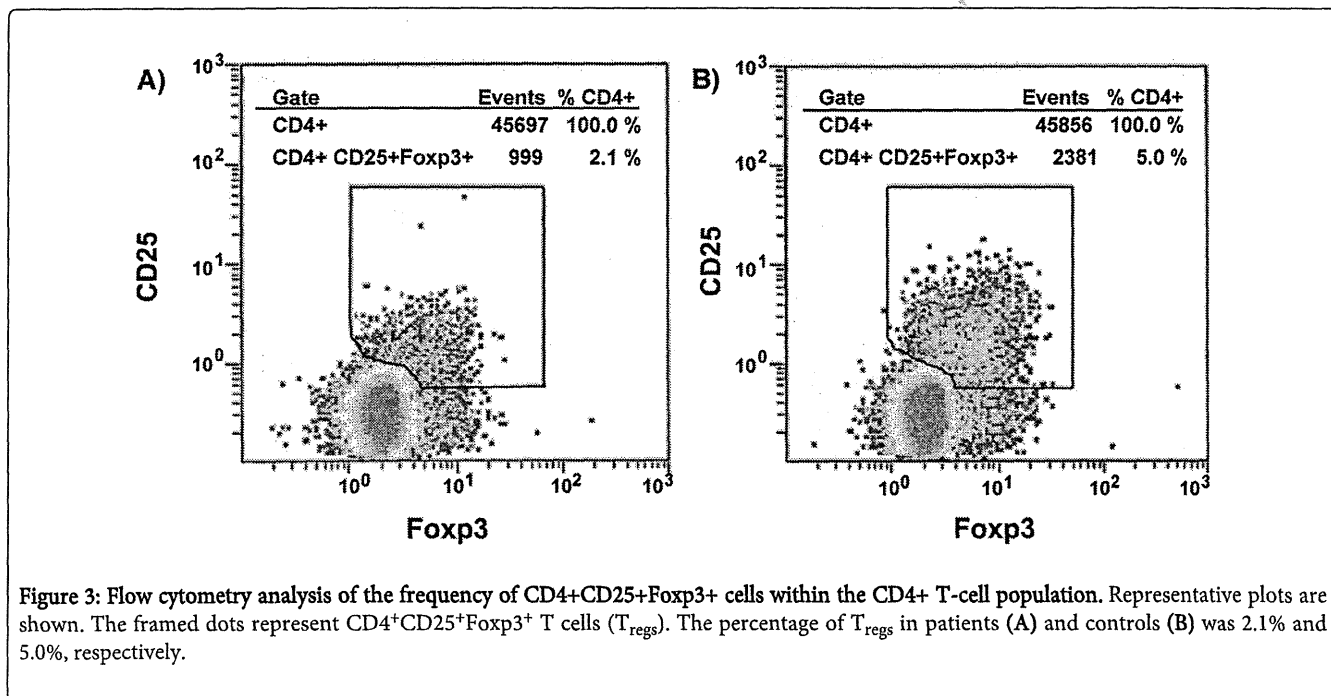 A)
Gate Events % CD4+
CD4+ 45697 100.0 %
CD4+ CD25+Foxp3+ 999 2.1 %
10³
10²
10¹
10⁰
CD25
10⁰ 10¹ 10² 10³
Foxp3
B)
Gate Events % CD4+
CD4+ 45856 100.0 %
CD4+ CD25+Foxp3+ 2381 5.0 %
10³
10²
10¹
10⁰
CD25
10⁰ 10¹ 10² 10³
Foxp3
Figure 3: Flow cytometry analysis of the frequency of CD4+CD25+Foxp3+ cells within the CD4+ T-cell population. Representative plots are
shown. The framed dots represent CD4⁺CD25⁺Foxp3⁺ T cells (Tregs). The percentage of Tregs in patients (A) and controls (B) was 2.1% and
5.0%, respectively.